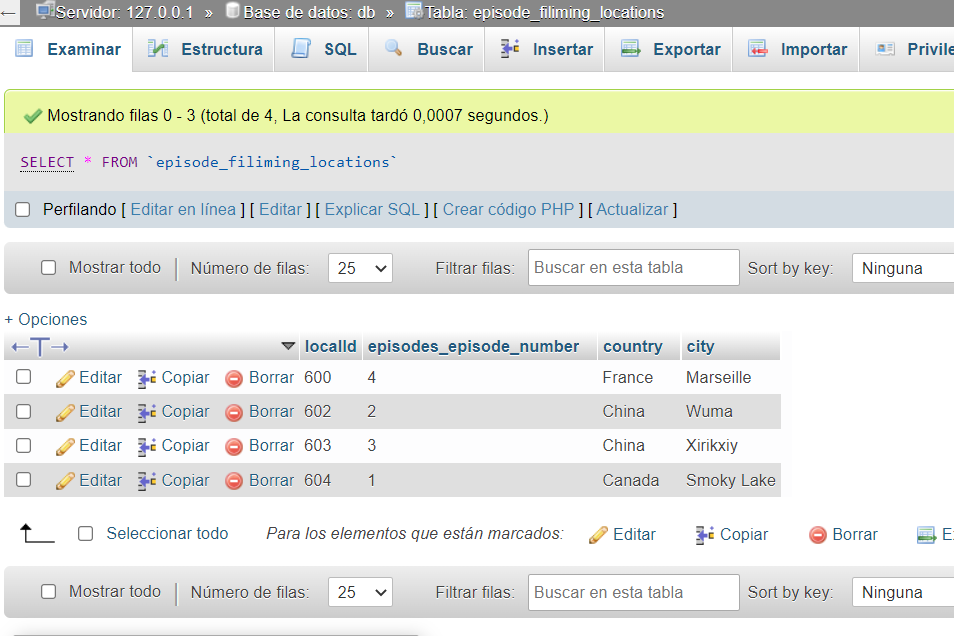 Servidor: 127.0.0.1 » Base de datos: db » Tabla: episode_filiming_locations
Examinar Estructura SQL Buscar Insertar Exportar Importar Privile
Mostrando filas 0 - 3 (total de 4, La consulta tardó 0,0007 segundos.)
SELECT * FROM `episode_filiming_locations`
Perfilando [ Editar en línea ] [ Editar ] [ Explicar SQL ] [ Crear código PHP ] [ Actualizar ]
Mostrar todo Número de filas: 25 Filtrar filas: Buscar en esta tabla Sort by key: Ninguna
+ Opciones
←T→ localId episodes_episode_number country city
Editar Copiar Borrar 600 4 France Marseille
Editar Copiar Borrar 602 2 China Wuma
Editar Copiar Borrar 603 3 China Xirikxiy
Editar Copiar Borrar 604 1 Canada Smoky Lake
Seleccionar todo Para los elementos que están marcados: Editar Copiar Borrar E
Mostrar todo Número de filas: 25 Filtrar filas: Buscar en esta tabla Sort by key: Ninguna